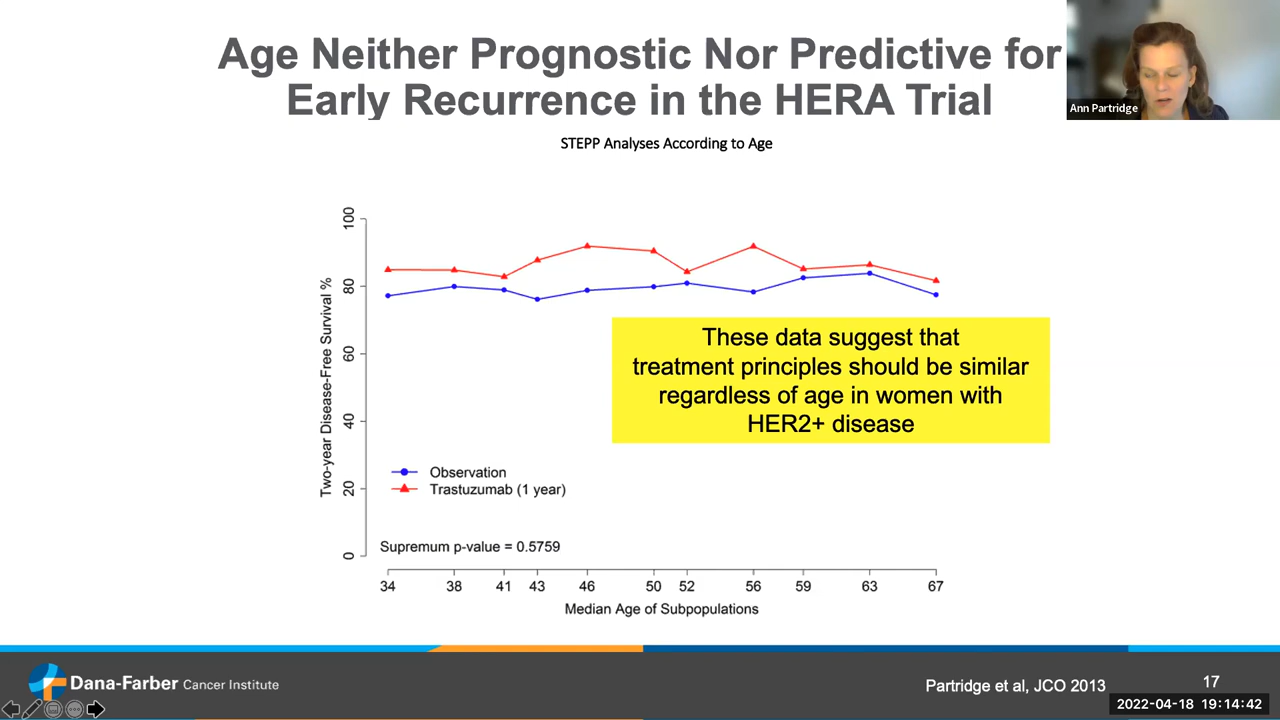 Age Neither Prognostic Nor Predictive for
Early Recurrence in the HERA Trial
Ann Partridge
STEPP Analyses According to Age
Two-year Disease-Free Survival %
100
80
60
40
20
0
These data suggest that
treatment principles should be similar
regardless of age in women with
HER2+ disease
Observation
Trastuzumab (1 year)
Supremum p-value = 0.5759
34 38 41 43 46 50 52 56 59 63 67
Median Age of Subpopulations
Dana-Farber Cancer Institute
Partridge et al, JCO 2013
17
2022-04-18 19:14:42